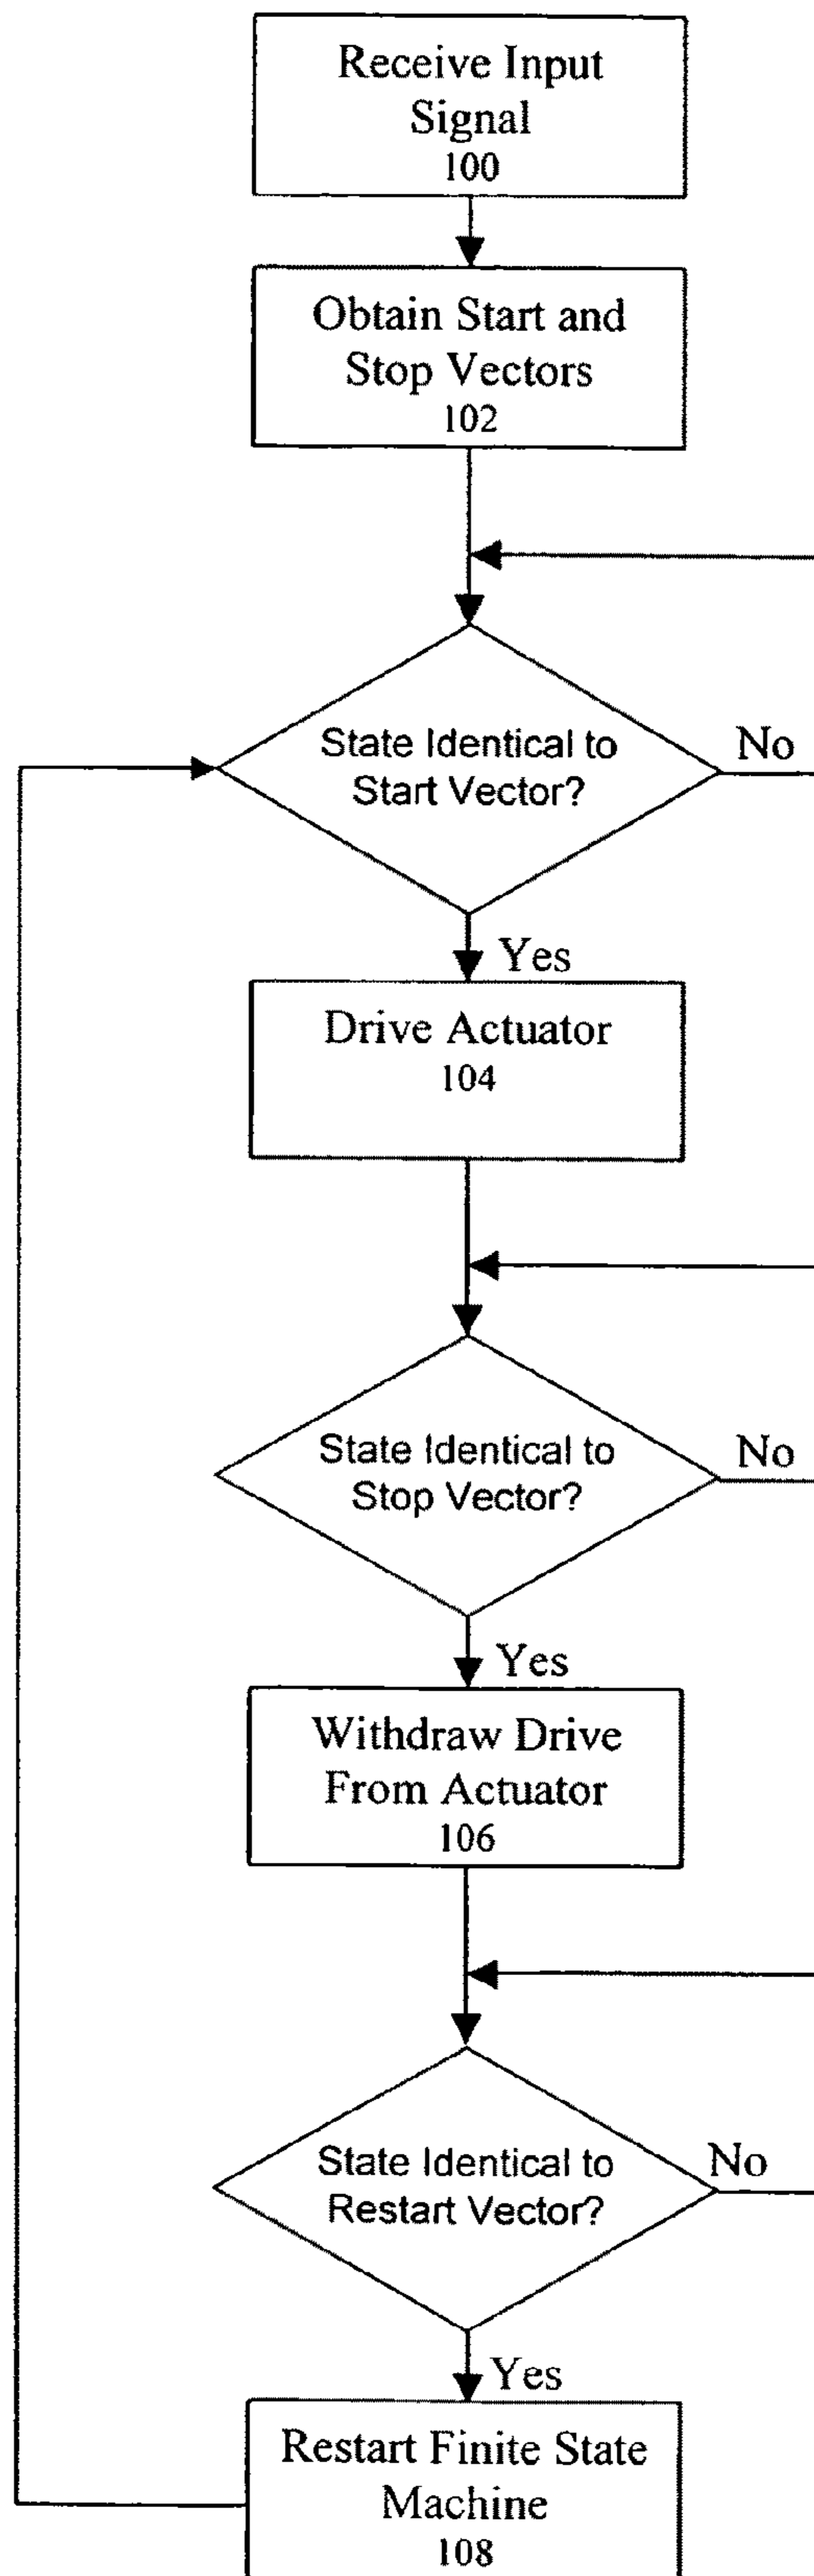 Receive Input
Signal
100
Obtain Start and
Stop Vectors
102
State Identical to
Start Vector?
No
Yes
Drive Actuator
104
State Identical to
Stop Vector?
No
Yes
Withdraw Drive
From Actuator
106
State Identical to
Restart Vector?
No
Yes
Restart Finite State
Machine
108